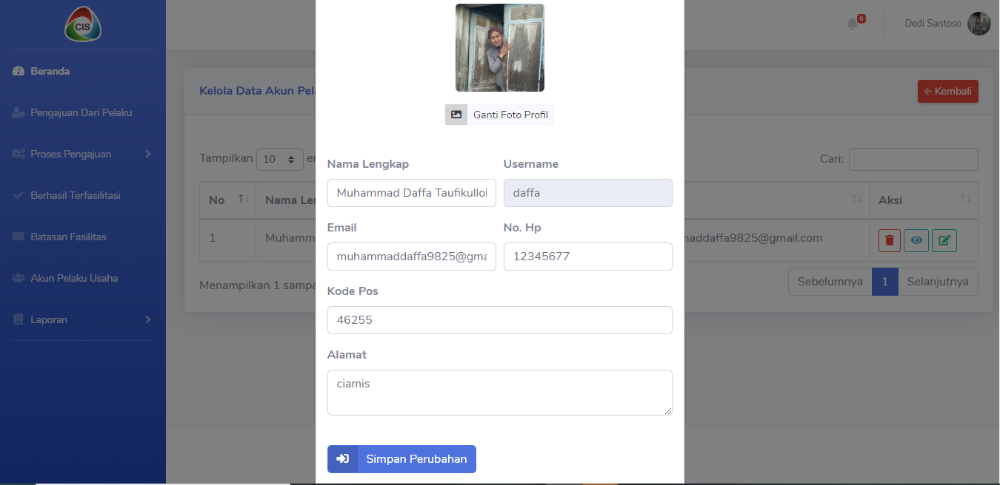 CIS
Beranda
Pengajuan Dari Pelaku
Proses Pengajuan
Berhasil Terfasilitasi
Batasan Fasilitas
Akun Pelaku Usaha
Laporan
0
Dedi Santoso
Kelola Data Akun Pel
Kembali
Tampilkan 10 en
Cari:
No Nama Le Aksi
1 Muhamm naddaffa9825@gmail.com
Menampilkan 1 sampa
Sebelumnya 1 Selanjutnya
Ganti Foto Profil
Nama Lengkap Username
Muhammad Daffa Taufikullol daffa
Email No. Hp
muhammaddaffa9825@gma 12345677
Kode Pos
46255
Alamat
ciamis
Simpan Perubahan